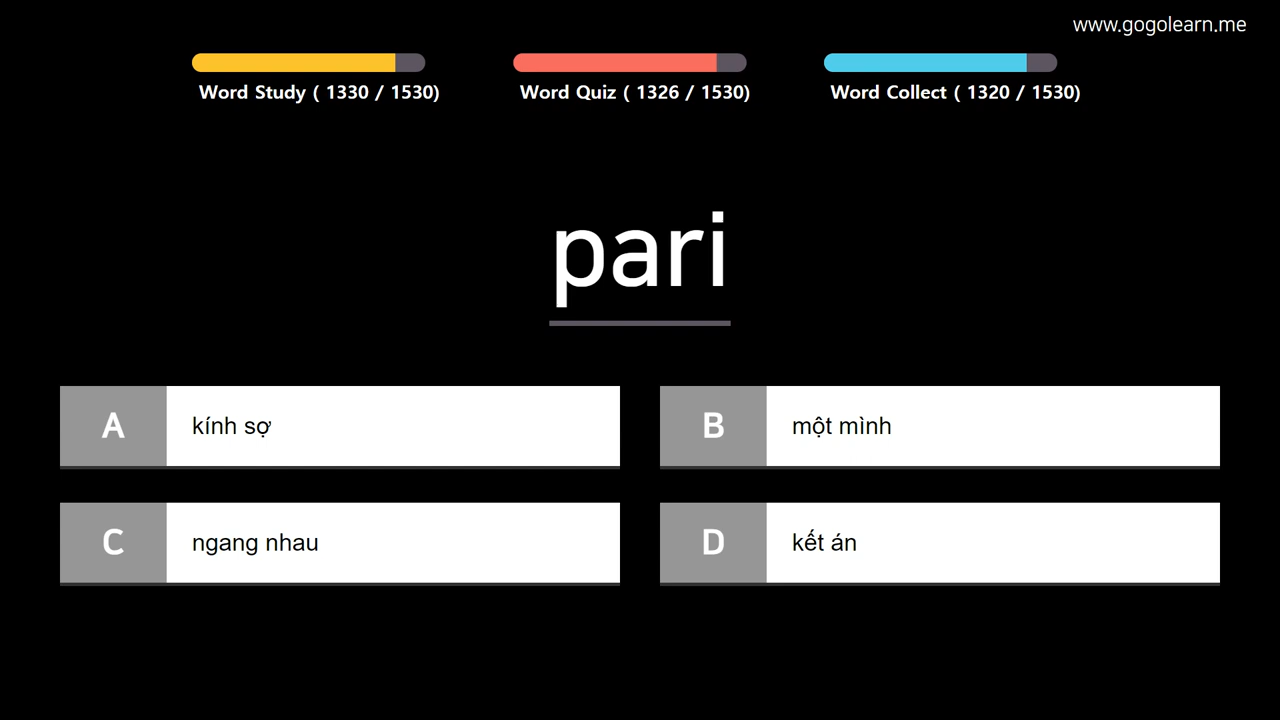 www.gogolearn.me
Word Study ( 1330 / 1530)
Word Quiz ( 1326 / 1530)
Word Collect ( 1320 / 1530)
pari
A kính sợ
B một mình
C ngang nhau
D kết án